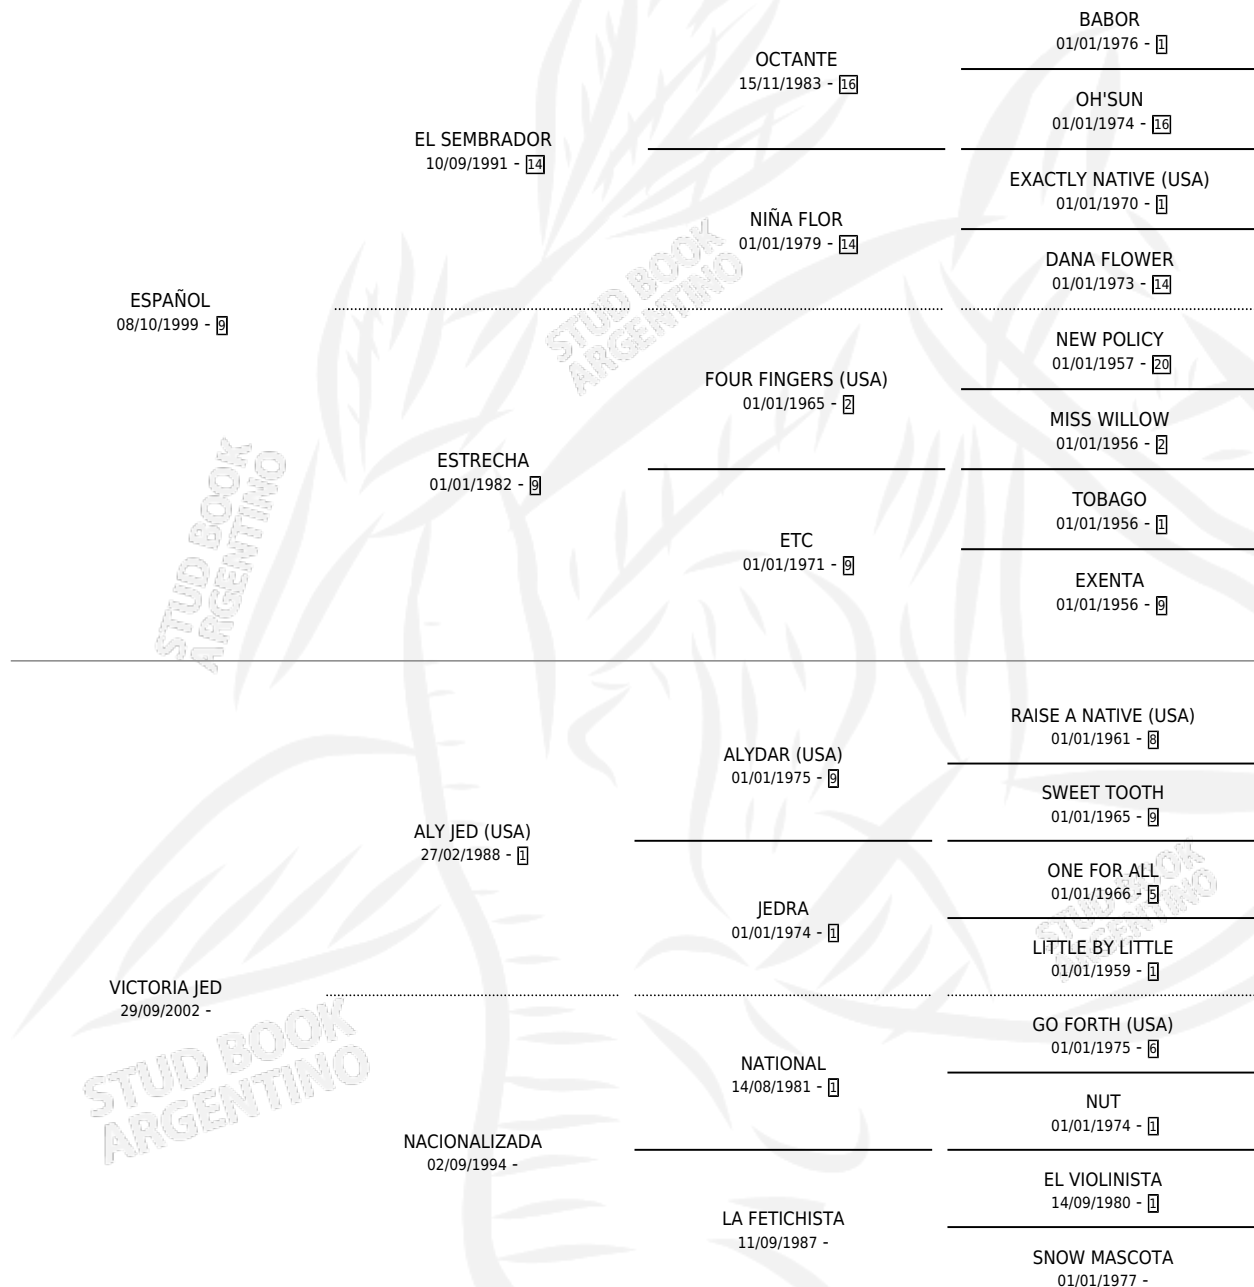 BABOR
01/01/1976 - 1
OCTANTE
15/11/1983 - 16
OH'SUN
01/01/1974 - 16
EL SEMBRADOR
10/09/1991 - 14
EXACTLY NATIVE (USA)
01/01/1970 - 1
NIÑA FLOR
01/01/1979 - 14
DANA FLOWER
01/01/1973 - 14
ESPAÑOL
08/10/1999 - 9
NEW POLICY
01/01/1957 - 20
FOUR FINGERS (USA)
01/01/1965 - 2
MISS WILLOW
01/01/1956 - 2
ESTRECHA
01/01/1982 - 9
TOBAGO
01/01/1956 - 1
ETC
01/01/1971 - 9
EXENTA
01/01/1956 - 9
RAISE A NATIVE (USA)
01/01/1961 - 8
ALYDAR (USA)
01/01/1975 - 9
SWEET TOOTH
01/01/1965 - 9
ALY JED (USA)
27/02/1988 - 1
ONE FOR ALL
01/01/1966 - 5
JEDRA
01/01/1974 - 1
LITTLE BY LITTLE
01/01/1959 - 1
VICTORIA JED
29/09/2002 -
GO FORTH (USA)
01/01/1975 - 6
NATIONAL
14/08/1981 - 1
NUT
01/01/1974 - 1
NACIONALIZADA
02/09/1994 -
EL VIOLINISTA
14/09/1980 - 1
LA FETICHISTA
11/09/1987 -
SNOW MASCOTA
01/01/1977 -
STUD BOOK
ARGENTINO
STUD BOOK
ARGENTINO
STUD BOOK
ARGENTINO
STUD BOOK
ARGENTINO